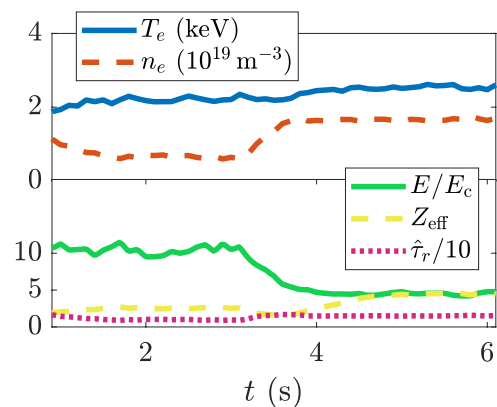 4
T_e (keV)
n_e (10^19 m^−3)
2
0
E/E_c
Z_eff
τ̂_r/10
10
5
0
2 4 6
t (s)